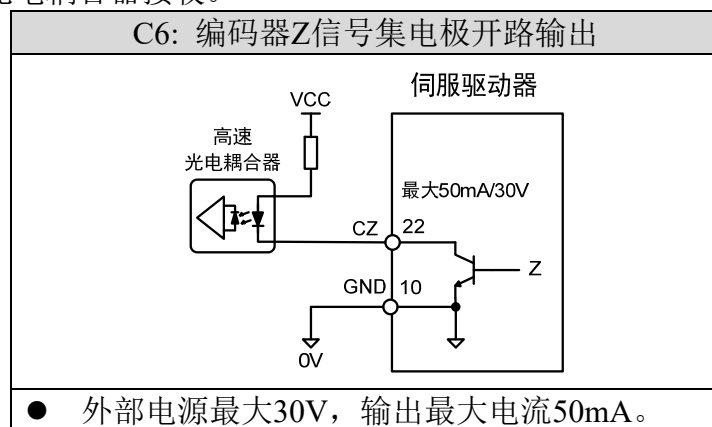 C6: 编码器Z信号集电极开路输出
伺服驱动器
VCC
高速
光电耦合器
最大50mA/30V
CZ 22
Z
GND 10
0V
● 外部电源最大30V，输出最大电流50mA。